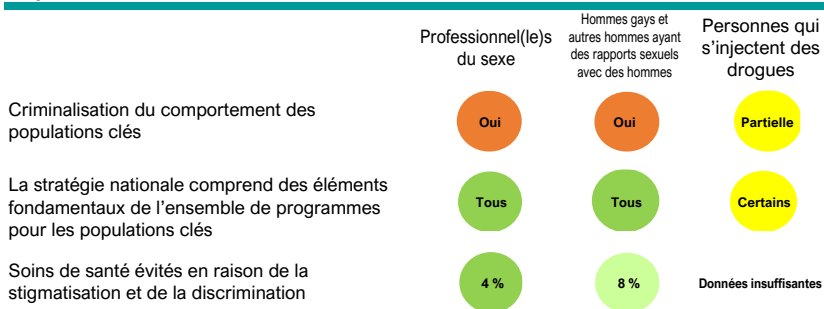 Professionnel(le)s
du sexe
Hommes gays et
autres hommes ayant
des rapports sexuels
avec des hommes
Personnes qui
s'injectent des
drogues
Criminalisation du comportement des
populations clés
Oui
Oui
Partielle
La stratégie nationale comprend des éléments
fondamentaux de l'ensemble de programmes
pour les populations clés
Tous
Tous
Certains
Soins de santé évités en raison de la
stigmatisation et de la discrimination
4 %
8 %
Données insuffisantes